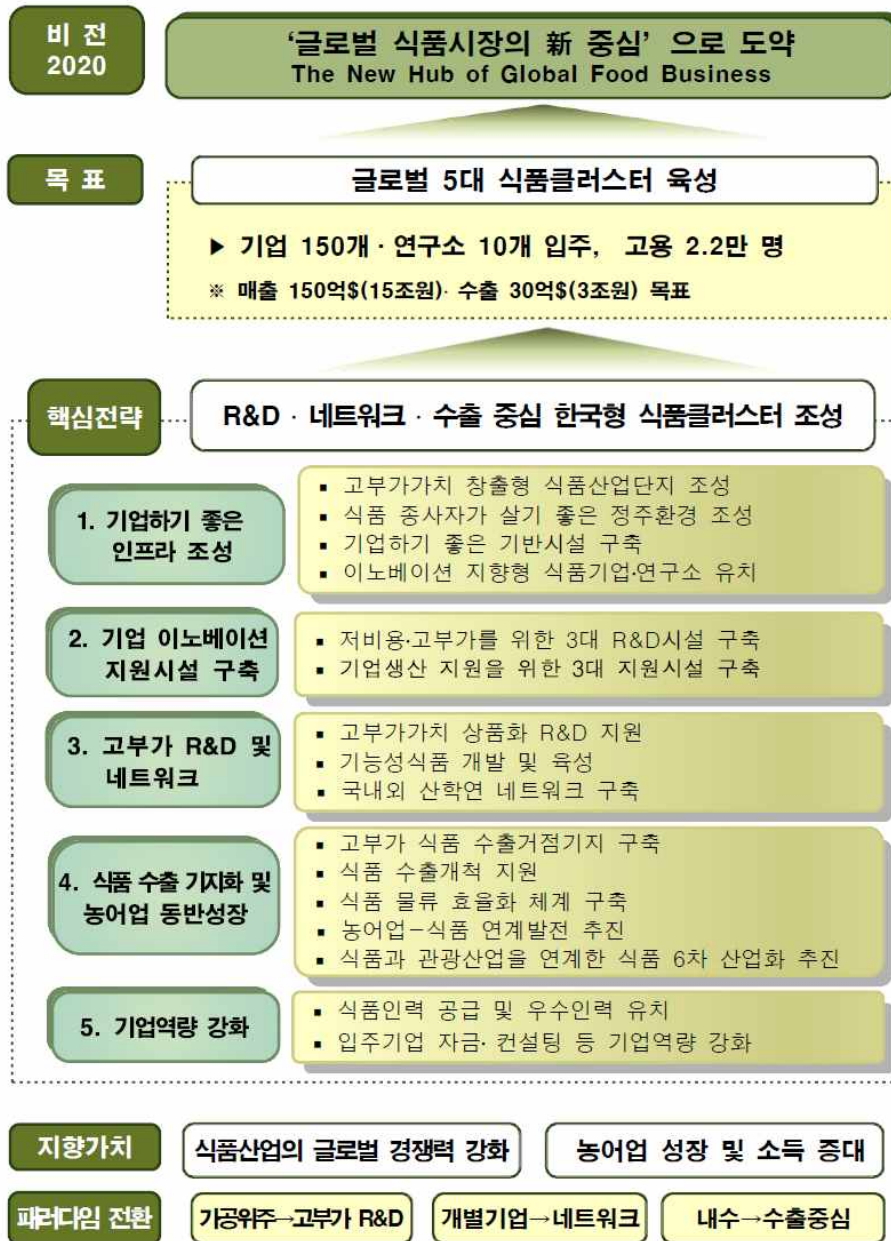 비 전
2020
‘글로벌 식품시장의 新 중심’ 으로 도약
The New Hub of Global Food Business
목 표
글로벌 5대 식품클러스터 육성
▶ 기업 150개 · 연구소 10개 입주, 고용 2.2만 명
※ 매출 150억$(15조원)· 수출 30억$(3조원) 목표
핵심전략
R&D · 네트워크 · 수출 중심 한국형 식품클러스터 조성
1. 기업하기 좋은
인프라 조성
▪ 고부가가치 창출형 식품산업단지 조성
▪ 식품 종사자가 살기 좋은 정주환경 조성
▪ 기업하기 좋은 기반시설 구축
▪ 이노베이션 지향형 식품기업·연구소 유치
2. 기업 이노베이션
지원시설 구축
▪ 저비용·고부가를 위한 3대 R&D시설 구축
▪ 기업생산 지원을 위한 3대 지원시설 구축
3. 고부가 R&D 및
네트워크
▪ 고부가가치 상품화 R&D 지원
▪ 기능성식품 개발 및 육성
▪ 국내외 산학연 네트워크 구축
4. 식품 수출 기지화 및
농어업 동반성장
▪ 고부가 식품 수출거점기지 구축
▪ 식품 수출개척 지원
▪ 식품 물류 효율화 체계 구축
▪ 농어업-식품 연계발전 추진
▪ 식품과 관광산업을 연계한 식품 6차 산업화 추진
5. 기업역량 강화
▪ 식품인력 공급 및 우수인력 유치
▪ 입주기업 자금· 컨설팅 등 기업역량 강화
지향가치
식품산업의 글로벌 경쟁력 강화
농어업 성장 및 소득 증대
패러다임 전환
가공위주→고부가 R&D
개별기업→네트워크
내수→수출중심